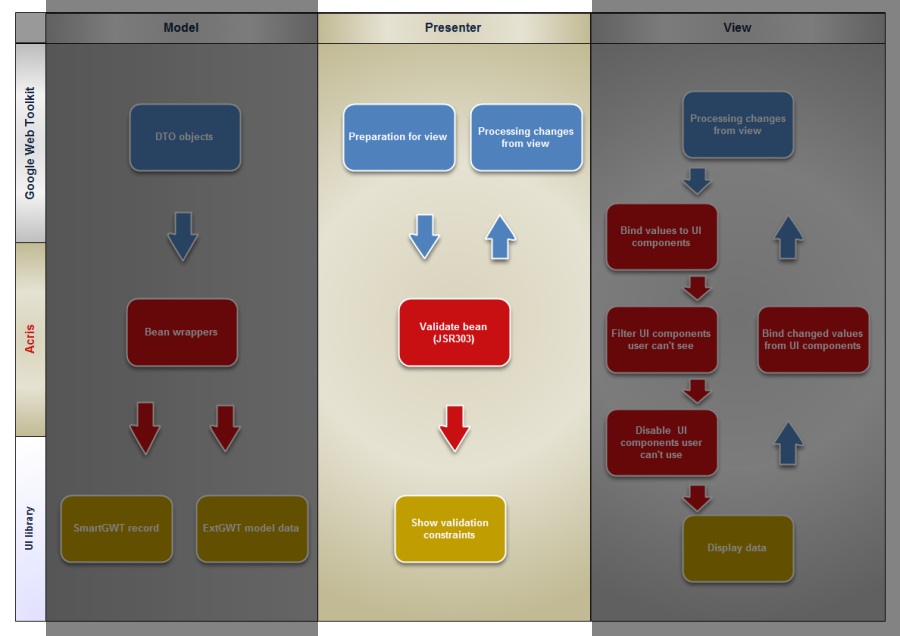 Model
Presenter
View
Google Web Toolkit
DTO objects
Preparation for view
Processing changes
from view
Processing changes
from view
Bind values to UI
components
Acris
Bean wrappers
Validate bean
(JSR303)
Filter UI components
user can't see
Bind changed values
from UI components
Disable UI
components user
can't use
UI library
SmartGWT record
ExtGWT model data
Show validation
constraints
Display data